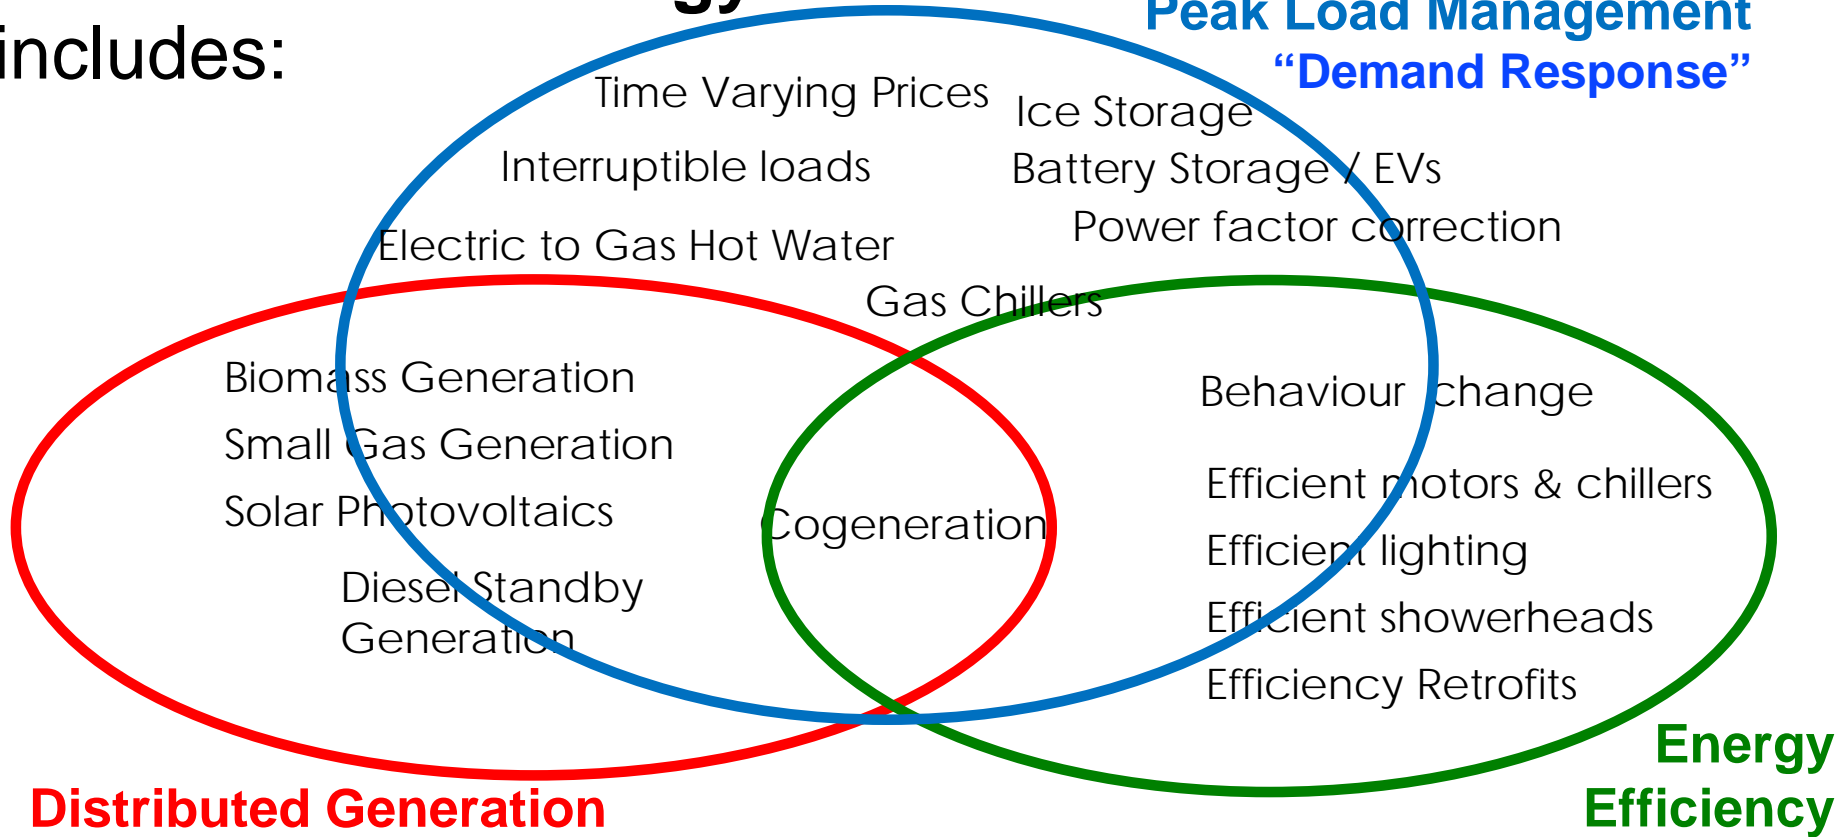 includes:
Peak Load Management
“Demand Response”
Time Varying Prices
Ice Storage
Interruptible loads
Battery Storage / EVs
Power factor correction
Electric to Gas Hot Water
Gas Chillers
Biomass Generation
Behaviour change
Small Gas Generation
Efficient motors & chillers
Solar Photovoltaics
Cogeneration
Efficient lighting
Diesel Standby
Generation
Efficient showerheads
Efficiency Retrofits
Energy
Efficiency
Distributed Generation